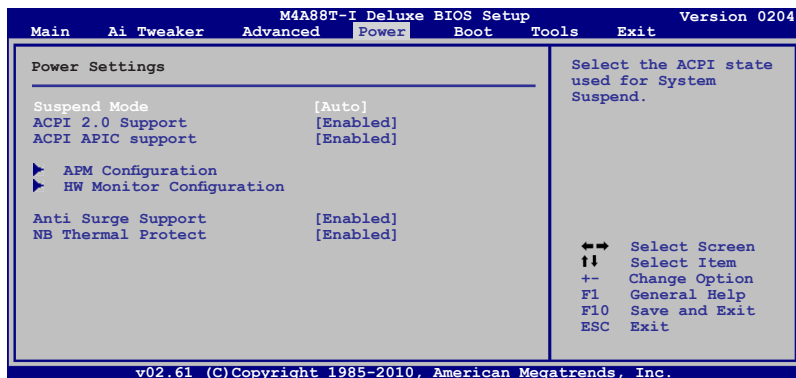 M4A88T-I Deluxe BIOS Setup Version 0204
Main Ai Tweaker Advanced Power Boot Tools Exit
Power Settings
Suspend Mode [Auto]
ACPI 2.0 Support [Enabled]
ACPI APIC support [Enabled]
APM Configuration
HW Monitor Configuration
Anti Surge Support [Enabled]
NB Thermal Protect [Enabled]
Select the ACPI state
used for System
Suspend.
←→ Select Screen
↑↓ Select Item
+- Change Option
F1 General Help
F10 Save and Exit
ESC Exit
v02.61 (C)Copyright 1985-2010, American Megatrends, Inc.